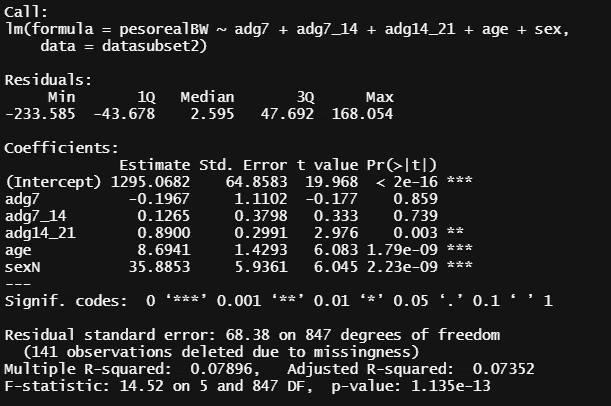 Call:
lm(formula = pesorealBW ~ adg7 + adg7_14 + adg14_21 + age + sex,
    data = datasubset2)

Residuals:
     Min       1Q   Median       3Q      Max
-233.585  -43.678    2.595   47.692  168.054

Coefficients:
             Estimate Std. Error t value Pr(>|t|)
(Intercept) 1295.0682    64.8583  19.968  < 2e-16 ***
adg7          -0.1967     1.1102  -0.177    0.859
adg7_14        0.1265     0.3798   0.333    0.739
adg14_21       0.8900     0.2991   2.976    0.003 **
age            8.6941     1.4293   6.083 1.79e-09 ***
sexN          35.8853     5.9361   6.045 2.23e-09 ***
---
Signif. codes:  0 ‘***’ 0.001 ‘**’ 0.01 ‘*’ 0.05 ‘.’ 0.1 ‘ ’ 1

Residual standard error: 68.38 on 847 degrees of freedom
  (141 observations deleted due to missingness)
Multiple R-squared:  0.07896,   Adjusted R-squared:  0.07352
F-statistic: 14.52 on 5 and 847 DF,  p-value: 1.135e-13